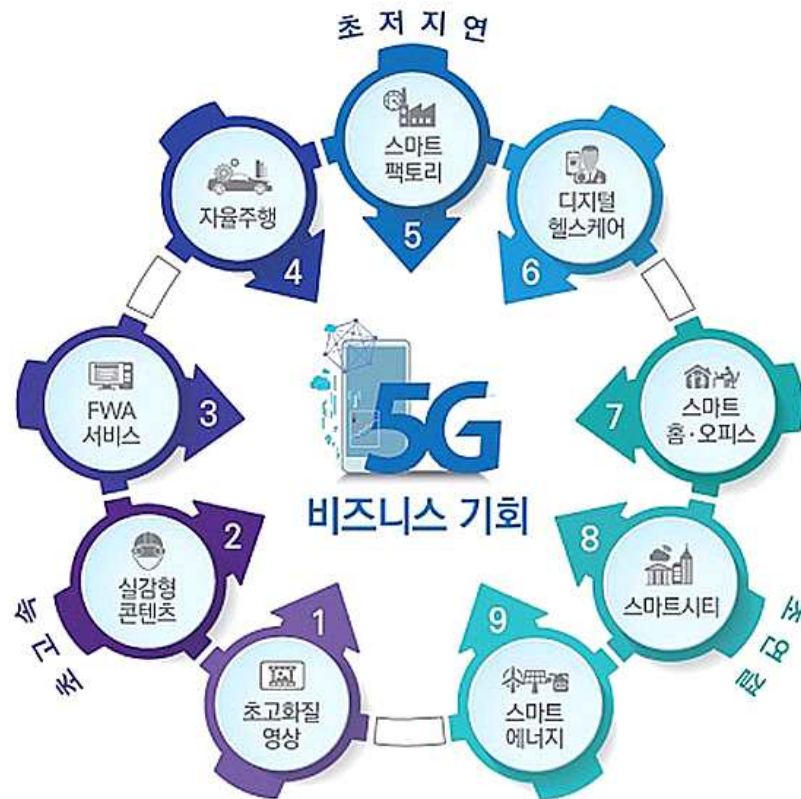 초저지연
스마트
팩토리
5
디지털
헬스케어
6
자율주행
4
FWA
서비스
3
스마트
홈·오피스
7
5G
비즈니스 기회
실감형
콘텐츠
2
스마트시티
8
초고속
초연결
초고화질
영상
1
스마트
에너지
9